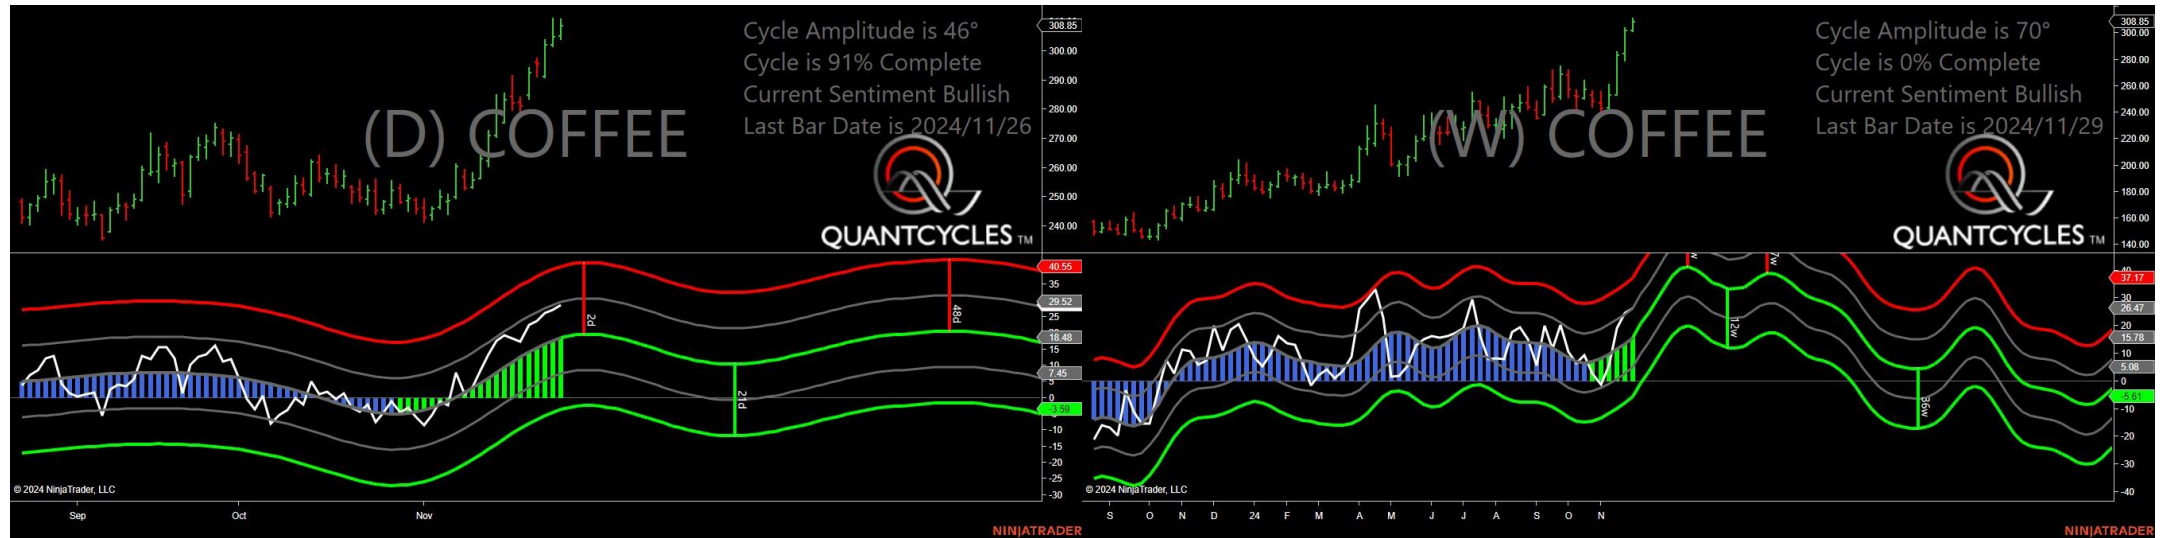 Cycle Amplitude is 46°
Cycle is 91% Complete
Current Sentiment Bullish
Last Bar Date is 2024/11/26
(D) COFFEE
QUANTCYCLES TM
308.85
300.00
290.00
280.00
270.00
260.00
250.00
240.00
40.55
35
29.52
25
18.48
15
7.45
5
0
-3.59
-10
-15
-20
-25
-30
2d
21d
48d
© 2024 NinjaTrader, LLC
Sep
Oct
Nov
NINJATRADER
Cycle Amplitude is 70°
Cycle is 0% Complete
Current Sentiment Bullish
Last Bar Date is 2024/11/29
(W) COFFEE
QUANTCYCLES TM
308.85
300.00
280.00
260.00
240.00
220.00
200.00
180.00
160.00
140.00
37.17
30
26.47
20
15.78
10
5.08
0
-5.61
-10
-20
-30
-40
12w
36w
© 2024 NinjaTrader, LLC
S O N D 24 F M A M J J A S O N
NINJATRADER